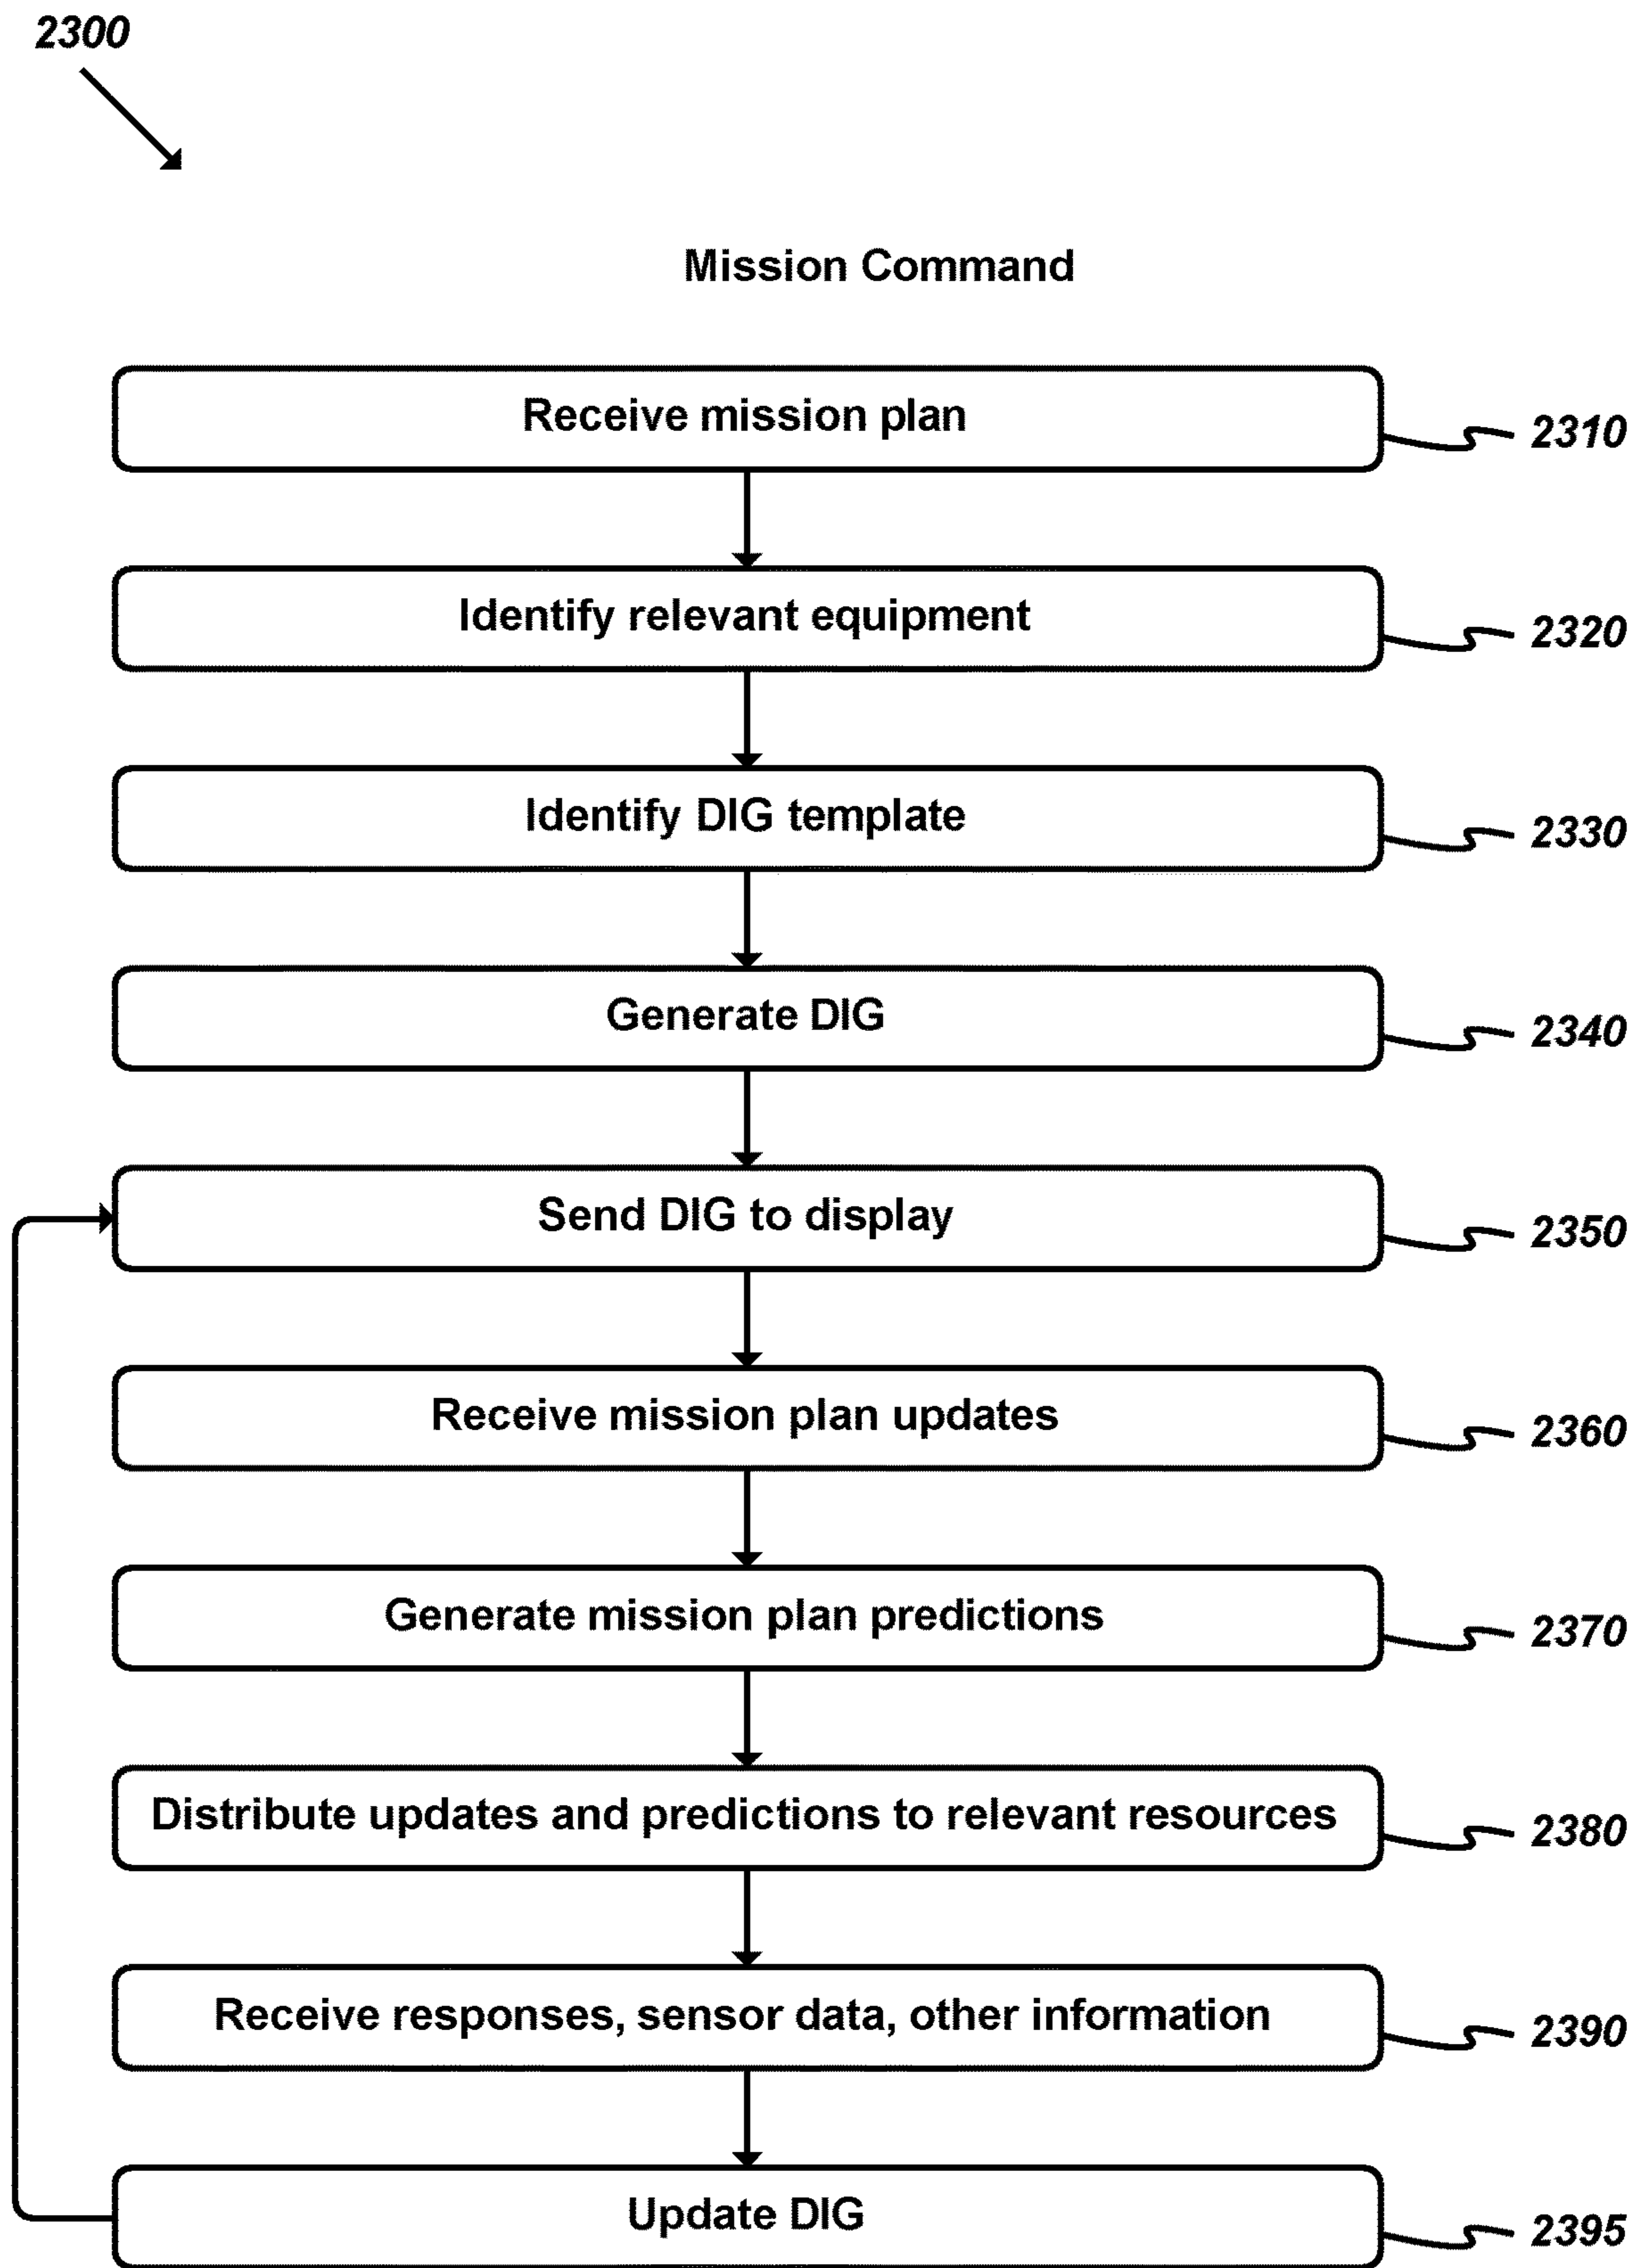 2300
Mission Command
Receive mission plan
2310
Identify relevant equipment
2320
Identify DIG template
2330
Generate DIG
2340
Send DIG to display
2350
Receive mission plan updates
2360
Generate mission plan predictions
2370
Distribute updates and predictions to relevant resources
2380
Receive responses, sensor data, other information
2390
Update DIG
2395